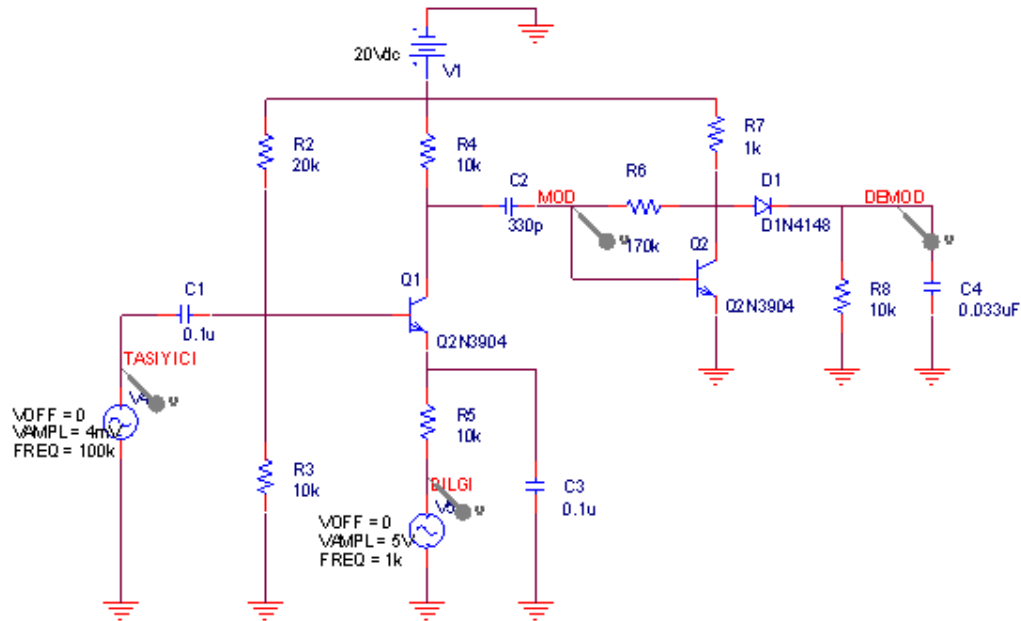 20Vdc
V1
R2
20k
R4
10k
R7
1k
C2
330p
MOD
R6
170k
D1
D1N4148
DEMOD
Q1
Q2N3904
Q2
Q2N3904
R8
10k
C4
0.033uF
C1
0.1u
TASIYICI
V4
VOFF = 0
VAMPL = 4mV
FREQ = 100k
R5
10k
R3
10k
BILGI
V5
VOFF = 0
VAMPL = 5V
FREQ = 1k
C3
0.1u